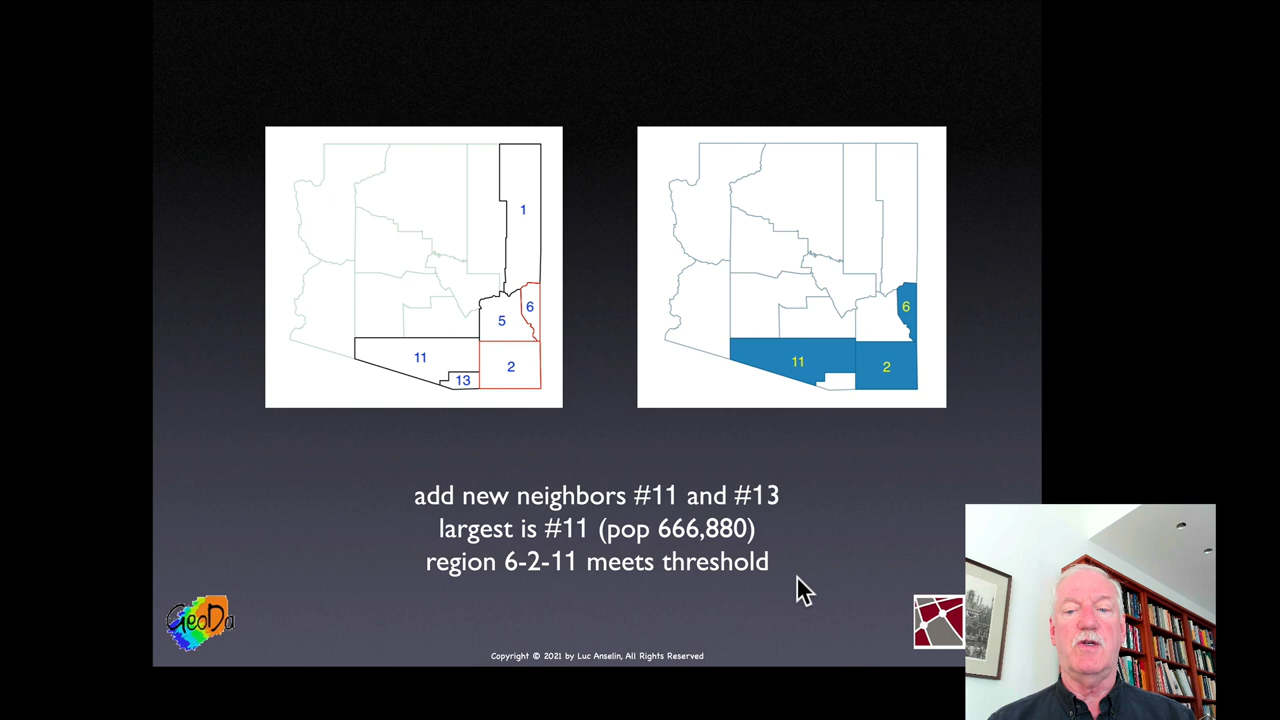 1
6
5
11
2
13
6
11
2
add new neighbors #11 and #13
largest is #11 (pop 666,880)
region 6-2-11 meets threshold
GeoDa
Copyright © 2021 by Luc Anselin, All Rights Reserved